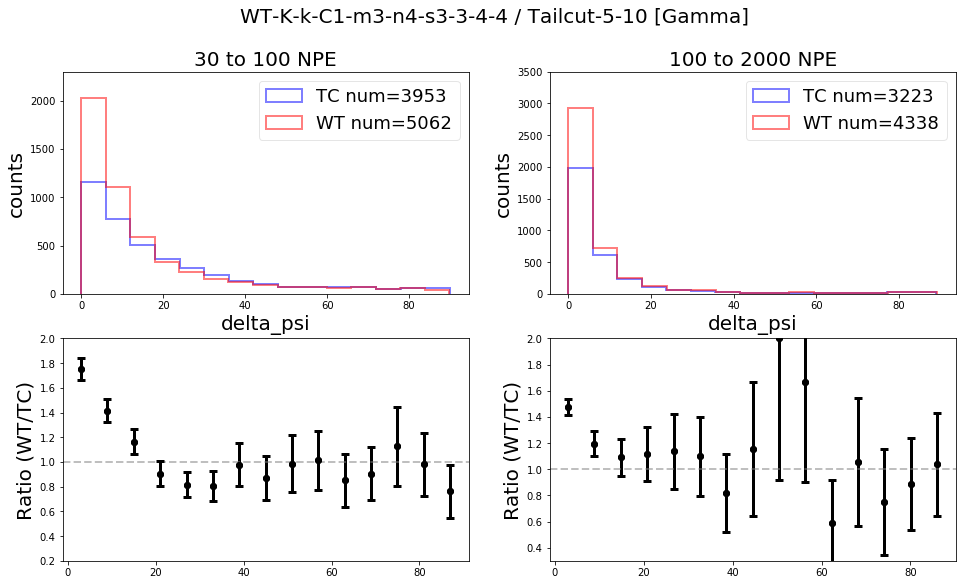 WT-K-k-C1-m3-n4-s3-3-4-4 / Tailcut-5-10 [Gamma]
30 to 100 NPE
TC num=3953
WT num=5062
counts
2000
1500
1000
500
0
0 20 40 60 80
delta_psi
100 to 2000 NPE
TC num=3223
WT num=4338
counts
3500
3000
2500
2000
1500
1000
500
0
0 20 40 60 80
delta_psi
Ratio (WT/TC)
2.0
1.8
1.6
1.4
1.2
1.0
0.8
0.6
0.4
0.2
0 20 40 60 80
Ratio (WT/TC)
2.0
1.8
1.6
1.4
1.2
1.0
0.8
0.6
0.4
0 20 40 60 80